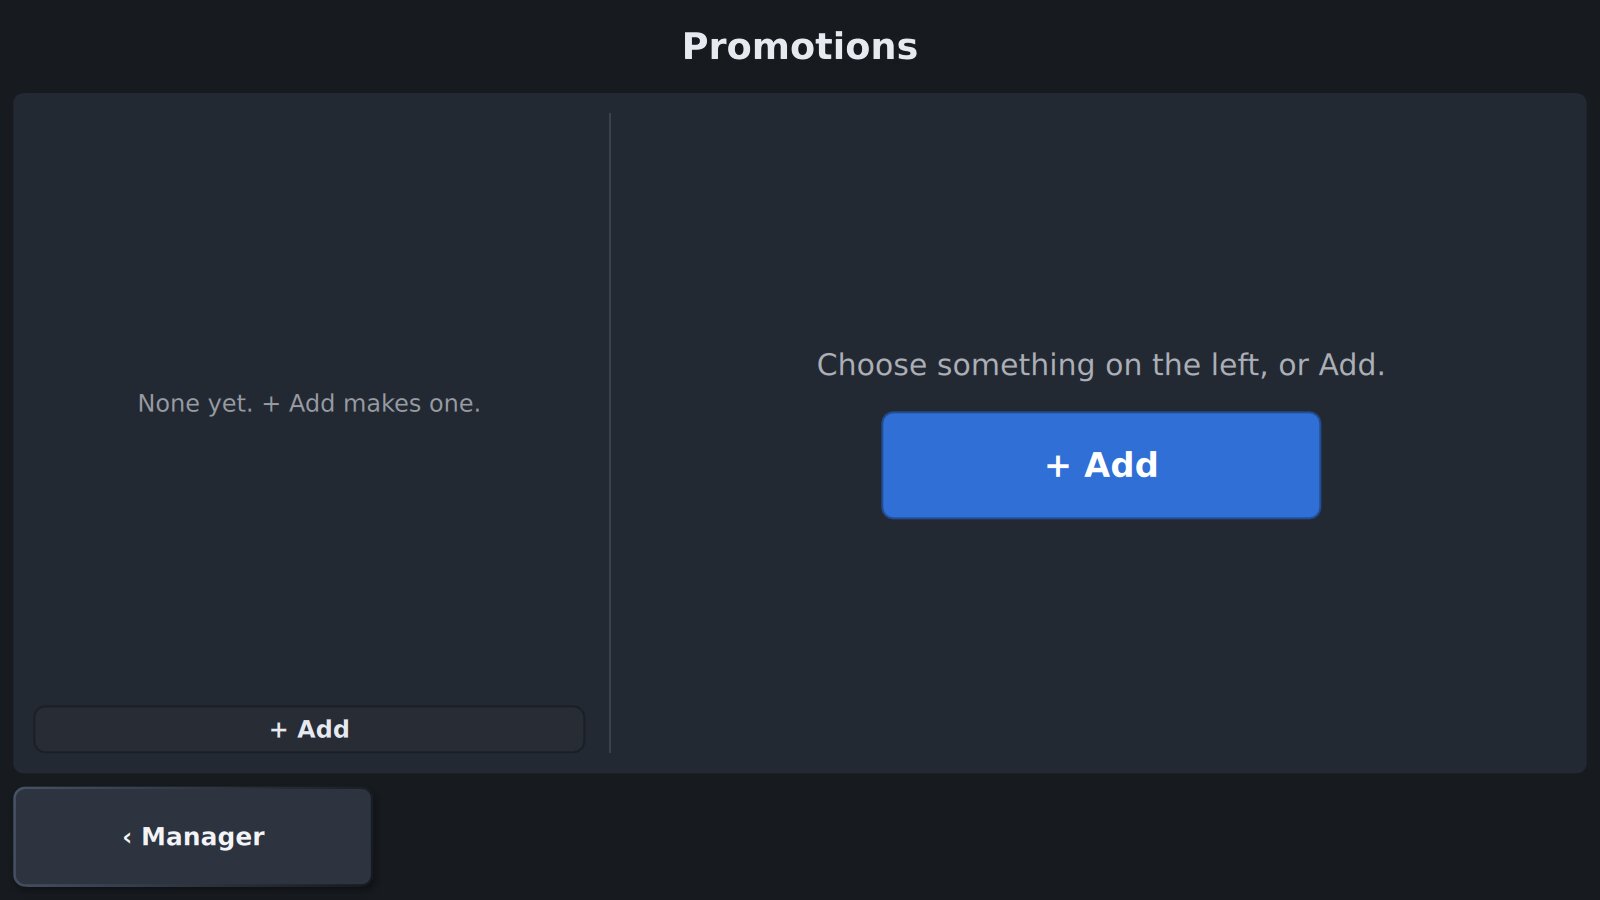 Promotions
None yet. + Add makes one.
+ Add
Choose something on the left, or Add.
+ Add
‹ Manager